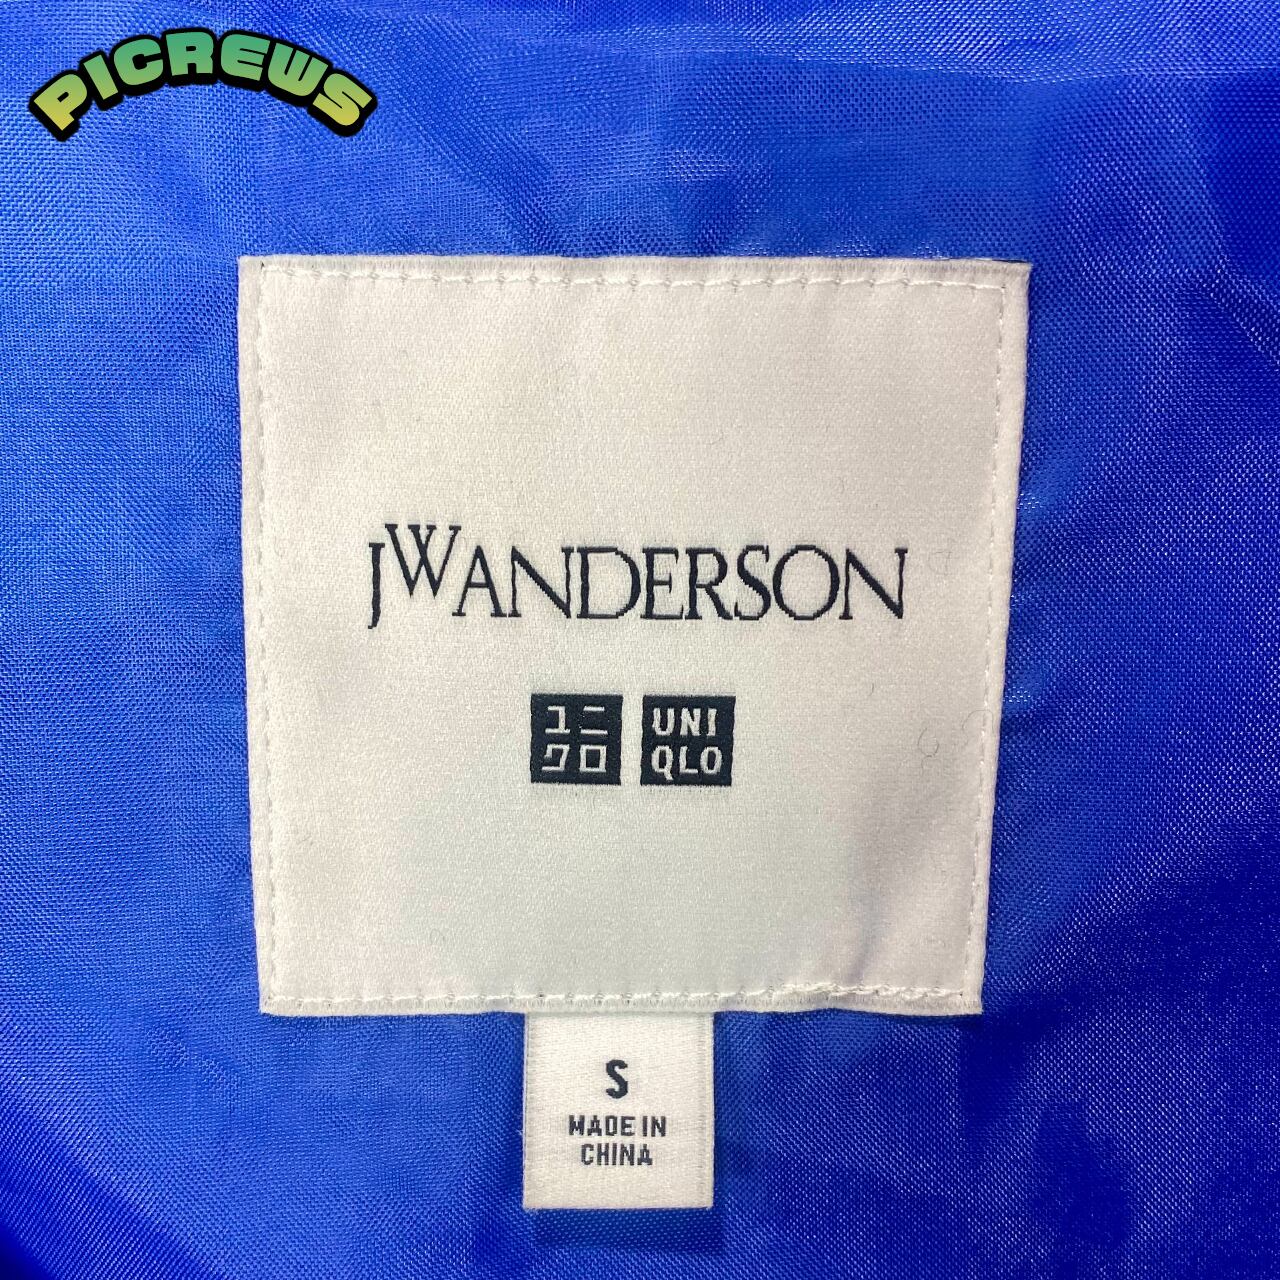 PICREWS
JWANDERSON
ユニ UNI
クロ QLO
S
MADE IN
CHINA